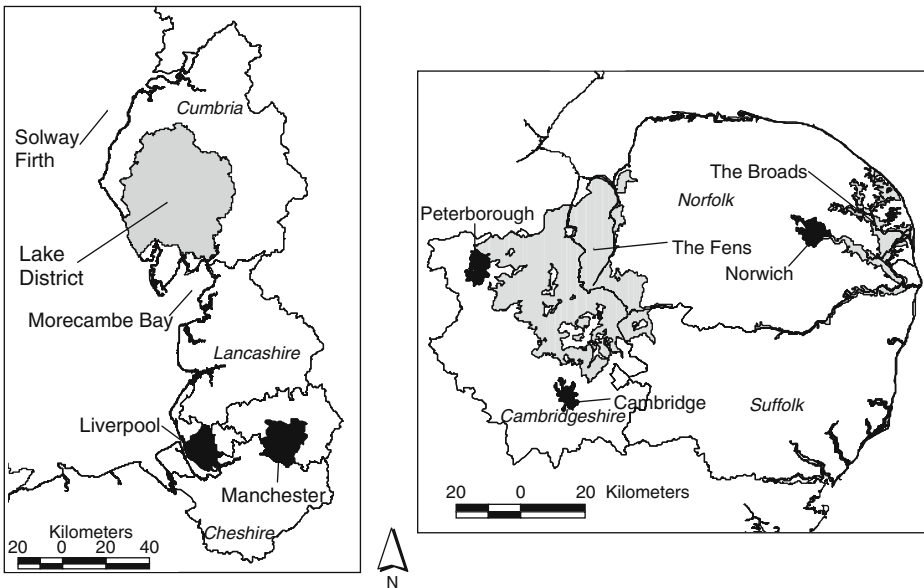 Cumbria
Solway
Firth
Lake
District
Morecambe Bay
Lancashire
Liverpool
Manchester
Cheshire
Kilometers
20 0 20 40
N
The Broads
Norfolk
Peterborough
The Fens
Norwich
Cambridge
Cambridgeshire
Suffolk
20 0 20 Kilometers